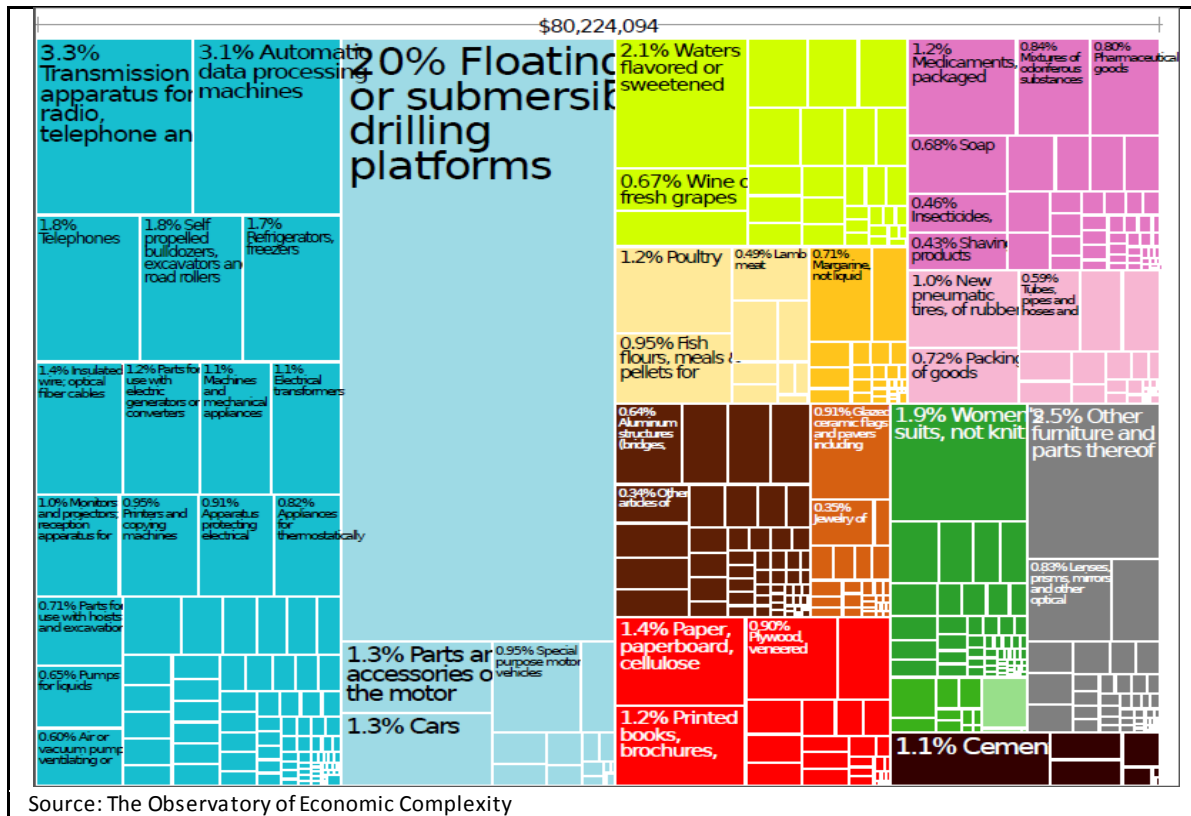 $80,224,094
3.3%
Transmission
apparatus for
radio,
telephone an
3.1% Automatic
data processing
machines
20% Floating
or submersib
drilling
platforms
2.1% Waters
flavored or
sweetened
0.67% Wine o
fresh grapes
1.2%
Medicaments,
packaged
0.84%
Mixtures of
odoriferous
substances
0.80%
Pharmaceutical
goods
0.68% Soap
0.46%
Insecticides,
0.43% Shavin
products
1.8%
Telephones
1.8% Self
propelled
bulldozers,
excavators an
road rollers
1.7%
Refrigerators,
freezers
1.2% Poultry
0.49% Lamb
meat
0.71%
Margarine,
not liquid
0.95% Fish
flours, meals &
pellets for
1.0% New
pneumatic
tires, of rubber
0.59%
Tubes,
pipes and
hoses and
0.72% Packing
of goods
1.4% Insulated
wire; optical
fiber cables
1.2% Parts for
use with
electric
generators or
converters
1.1%
Machines
and
mechanical
appliances
1.1%
Electrical
transformers
0.64%
Aluminum
structures
(bridges,
0.91% Glazed
ceramic flags
and pavers
including
0.34% Other
articles of
0.35%
Jewelry of
1.9% Women's
suits, not knit
2.5% Other
furniture and
parts thereof
0.83% Lenses,
prisms, mirrors
and other
optical
1.0% Monitors
and projectors;
reception
apparatus for
0.95%
Printers and
copying
machines
0.91%
Apparatus
protecting
electrical
0.82%
Appliances
for
thermostatically
0.71% Parts for
use with hoists
and excavation
0.65% Pumps
for liquids
0.60% Air or
vacuum pump
ventilating or
1.3% Parts an
accessories o
the motor
0.95% Special
purpose motor
vehicles
1.3% Cars
1.4% Paper,
paperboard,
cellulose
0.90%
Plywood,
veneered
1.2% Printed
books,
brochures,
1.1% Cemen
Source: The Observatory of Economic Complexity